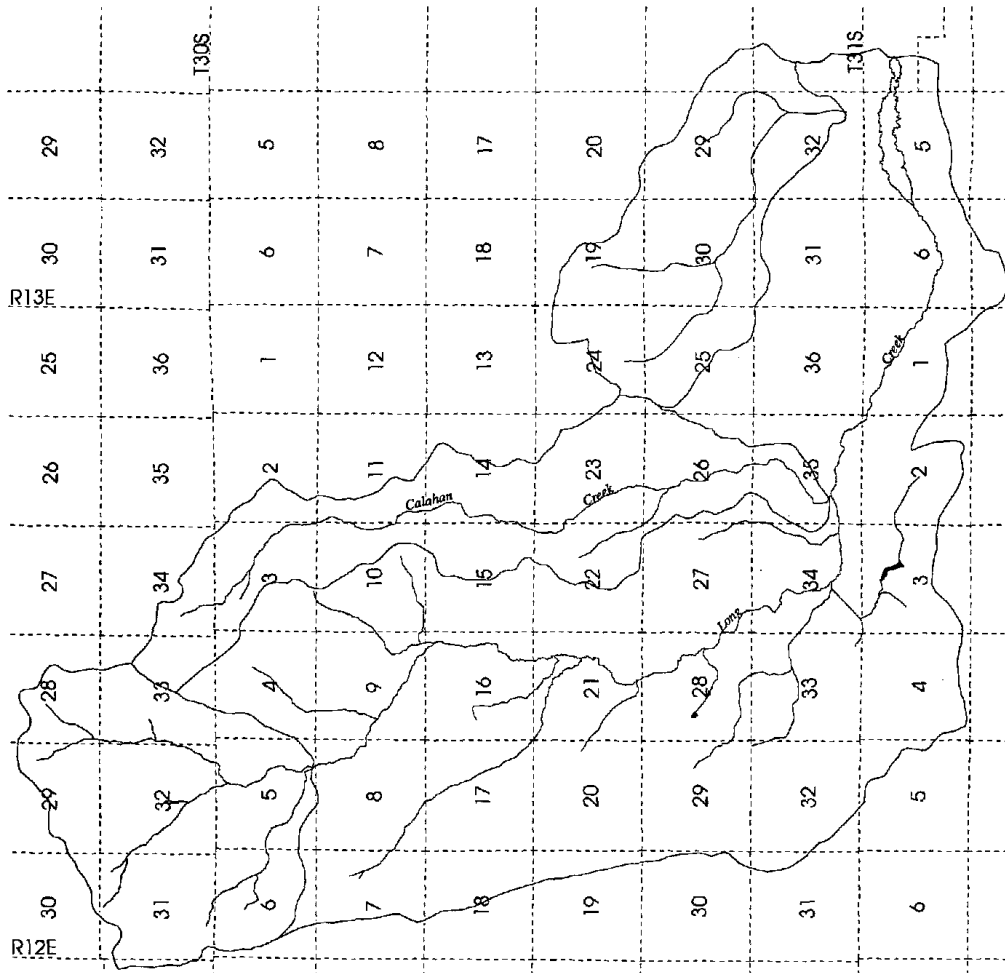 R12E
R13E
30 29 28 27 26 25 30 29
31 32 33 34 35 36 31 32
T30S
6 5 4 3 2 1 6 5
7 8 9 10 11 12 7 8
Calahan
Creek
18 17 16 15 14 13 18 17
19 20 21 22 23 24 19 20
30 29 28 27 26 25 30 29
Long
Creek
31 32 33 34 35 36 31 32
T31S
6 5 4 3 2 1 6 5